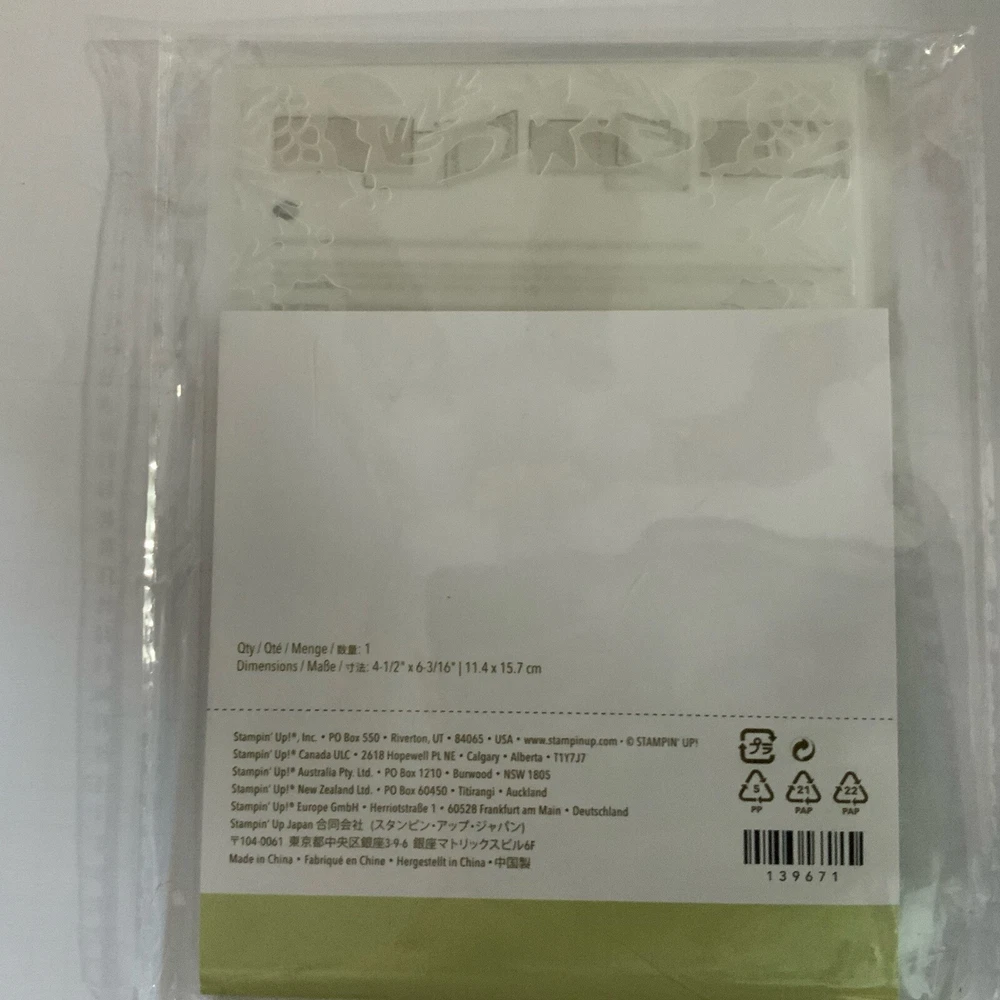 Qty / Qté / Menge / 数量: 1
Dimensions / Maße / 寸法: 4-1/2" x 6-3/16" | 11.4 x 15.7 cm
Stampin' Up!®, Inc. • PO Box 550 • Riverton, UT • 84065 • USA • www.stampinup.com • © STAMPIN' UP!
Stampin' Up!® Canada ULC • 2618 Hopewell PL NE • Calgary • Alberta • T1Y7J7
Stampin' Up!® Australia Pty. Ltd. • PO Box 1210 • Burwood • NSW 1805
Stampin' Up!® New Zealand Ltd. • PO Box 60450 • Titirangi • Auckland
Stampin' Up!® Europe GmbH • Herriotstraße 1 • 60528 Frankfurt am Main • Deutschland
Stampin' Up Japan 合同会社 (スタンピン・アップ・ジャパン)
〒104-0061 東京都中央区銀座3-9-6 銀座マトリックスビル6F
Made in China • Fabriqué en Chine • Hergestellt in China • 中国製
プラ
5 21 22
PP PAP PAP
139671